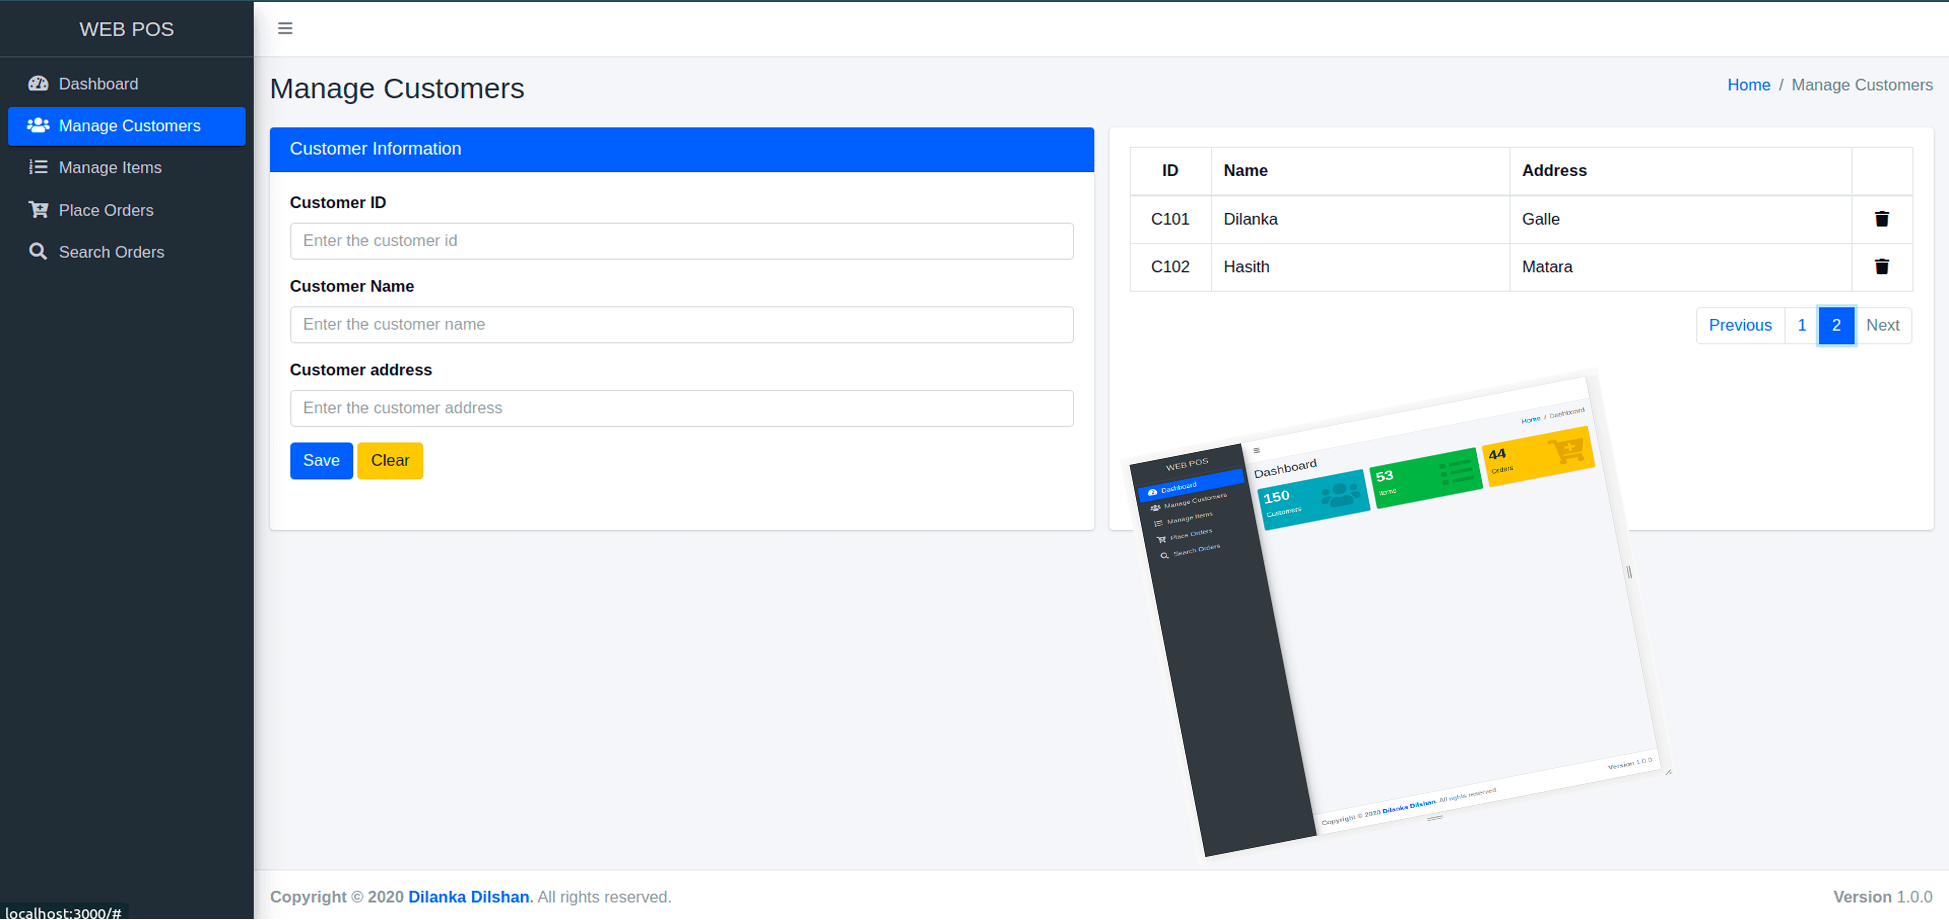 WEB POS
Dashboard
Manage Customers
Manage Items
Place Orders
Search Orders
Manage Customers
Home / Manage Customers
Customer Information
Customer ID
Enter the customer id
Customer Name
Enter the customer name
Customer address
Enter the customer address
Save Clear
ID Name Address
C101 Dilanka Galle
C102 Hasith Matara
Previous 1 2 Next
WEB POS
Dashboard
Manage Customers
Manage Items
Place Orders
Search Orders
Home / Dashboard
Dashboard
150
Customers
53
Items
44
Orders
Copyright © 2020 Dilanka Dilshan. All rights reserved.
Version 1.0.0
Copyright © 2020 Dilanka Dilshan. All rights reserved.
Version 1.0.0
localhost:3000/#